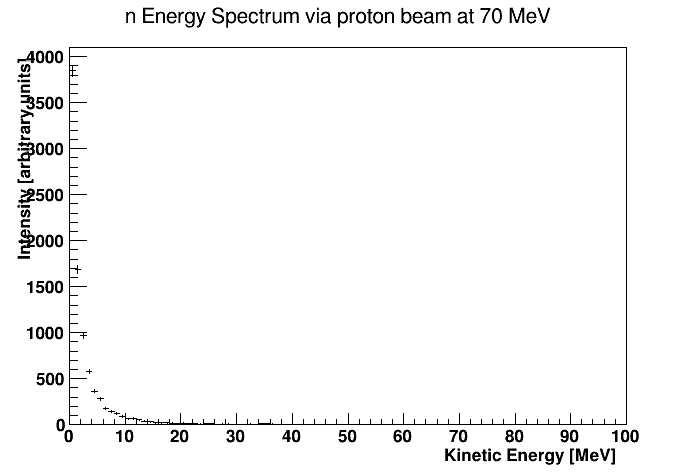 n Energy Spectrum via proton beam at 70 MeV
Intensity [arbitrary units]
4000
3500
3000
2500
2000
1500
1000
500
0
0 10 20 30 40 50 60 70 80 90 100
Kinetic Energy [MeV]